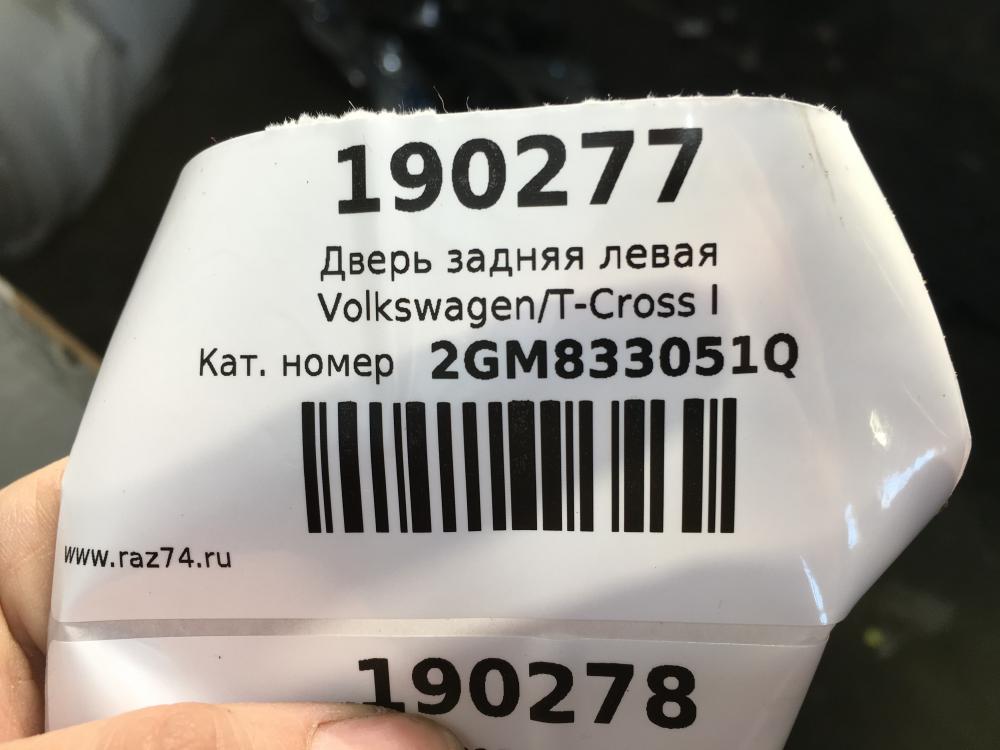 190277
Дверь задняя левая
Volkswagen/T-Cross I
Кат. номер 2GM833051Q
www.raz74.ru
190278